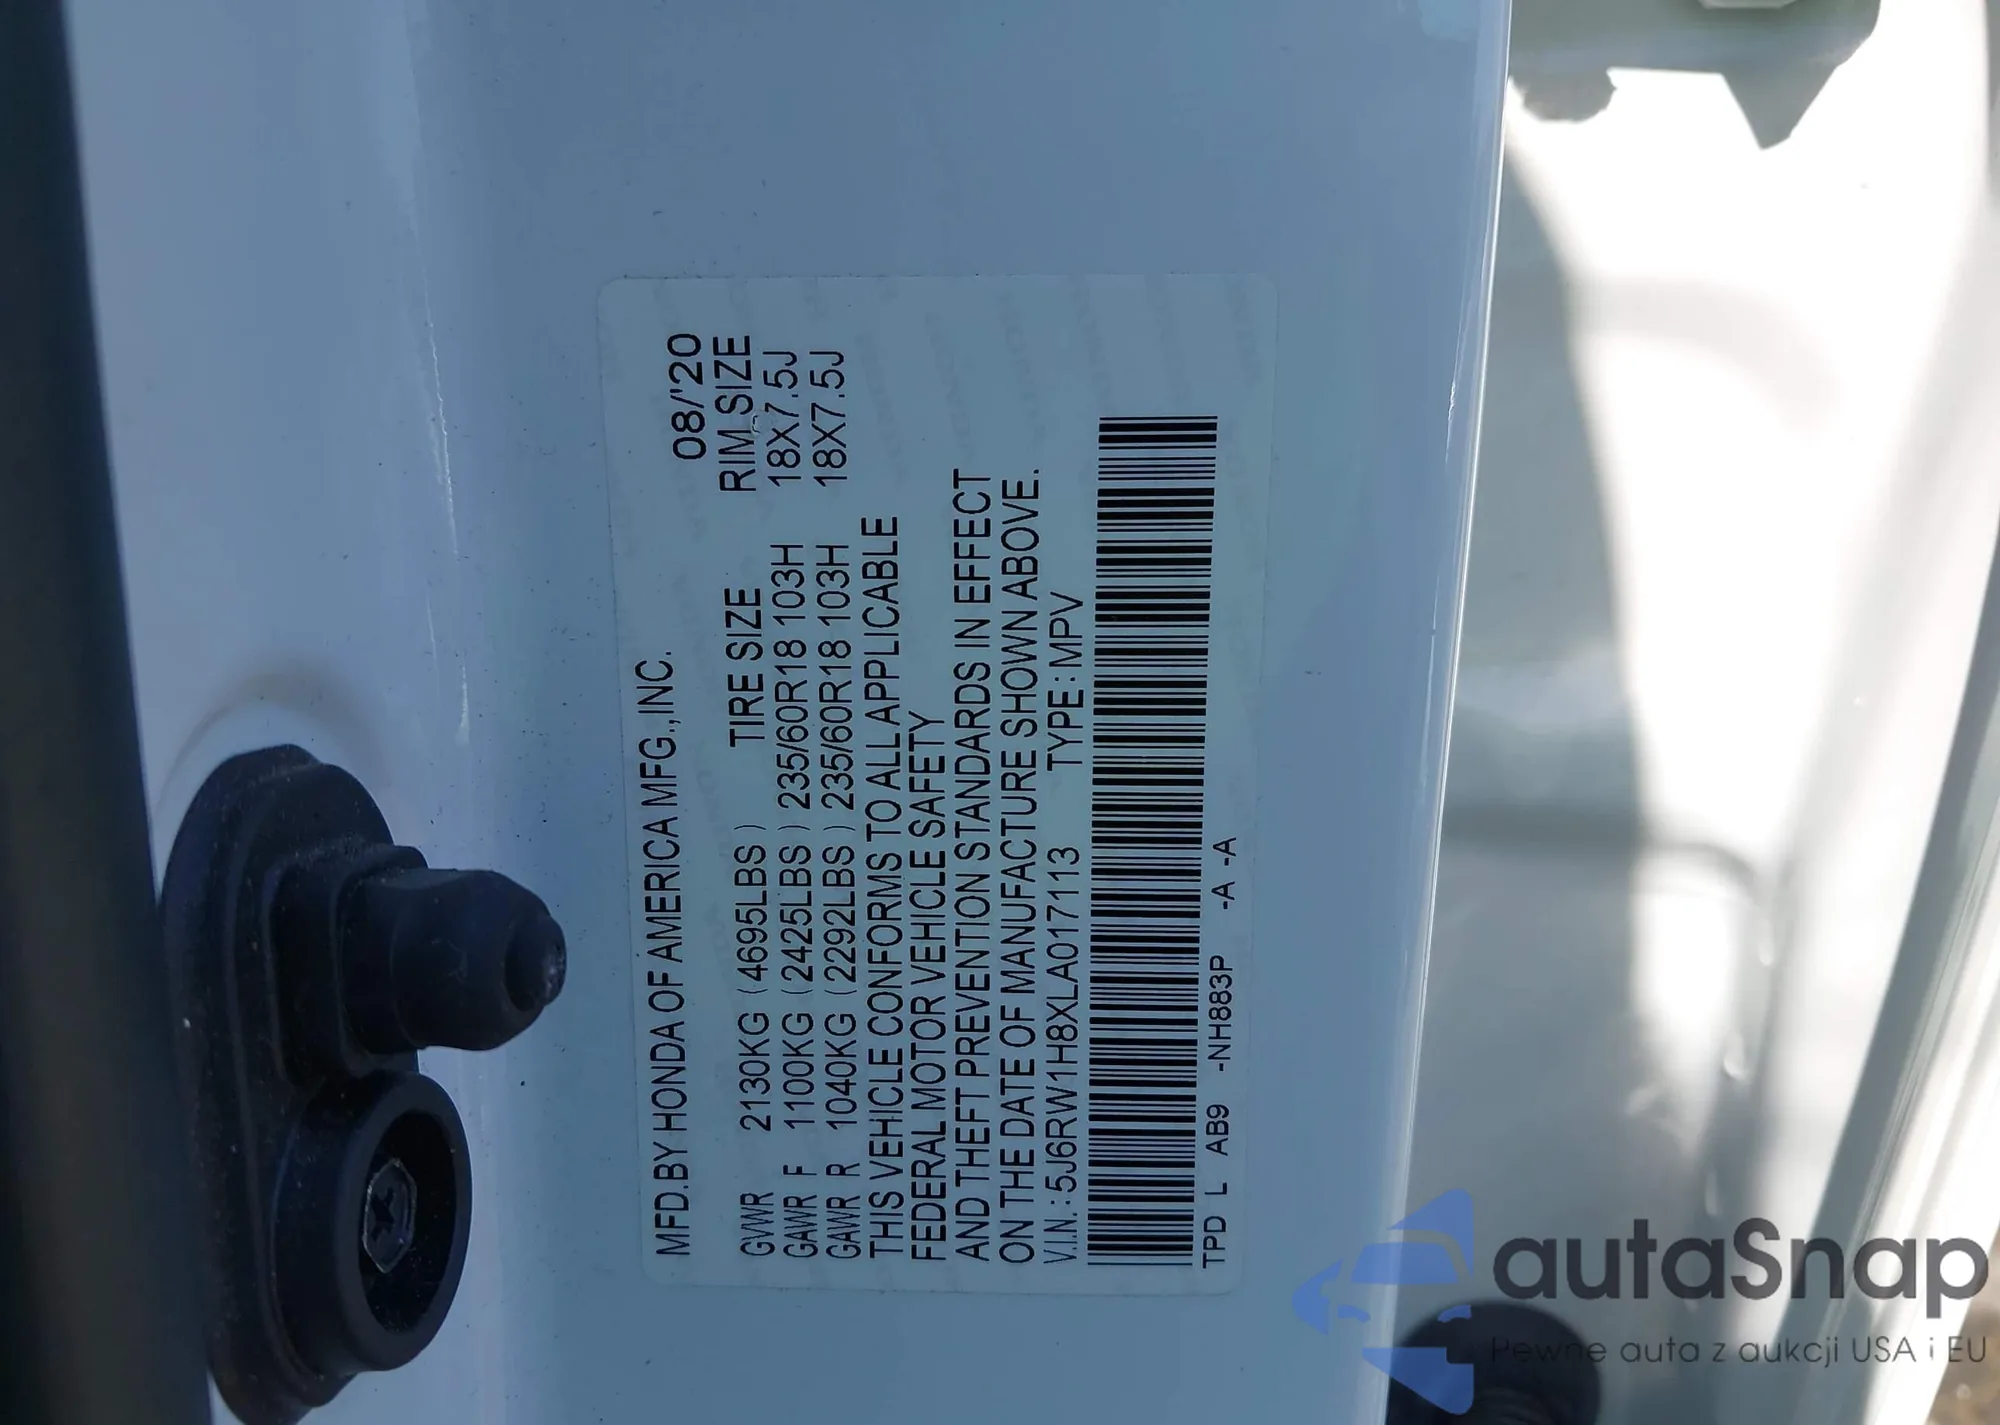 MFD.BY HONDA OF AMERICA MFG.,INC. 08/'20
TIRE SIZE RIM SIZE
GVWR 2130KG (4695LBS)
GAWR F 1100KG (2425LBS) 235/60R18 103H 18X7.5J
GAWR R 1040KG (2292LBS) 235/60R18 103H 18X7.5J
THIS VEHICLE CONFORMS TO ALL APPLICABLE
FEDERAL MOTOR VEHICLE SAFETY
AND THEFT PREVENTION STANDARDS IN EFFECT
ON THE DATE OF MANUFACTURE SHOWN ABOVE.
V.I.N.:5J6RW1H8XLA017113 TYPE:MPV
TPD L AB9 -NH883P -A -A
autaSnap
Pewne auta z aukcji USA i EU